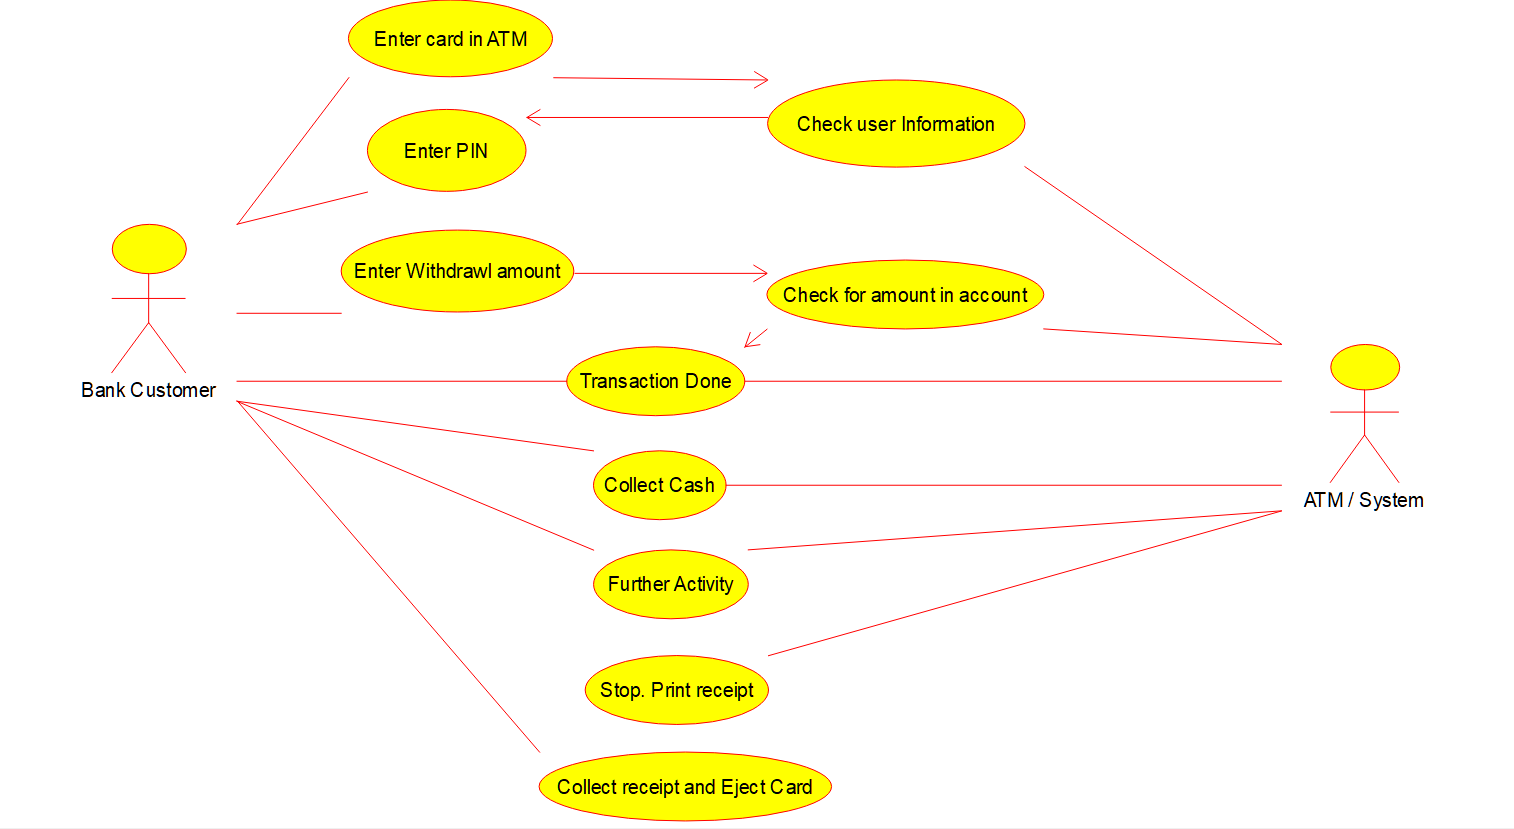 Enter card in ATM
Check user Information
Enter PIN
Enter Withdrawl amount
Check for amount in account
Transaction Done
Bank Customer
Collect Cash
ATM / System
Further Activity
Stop. Print receipt
Collect receipt and Eject Card